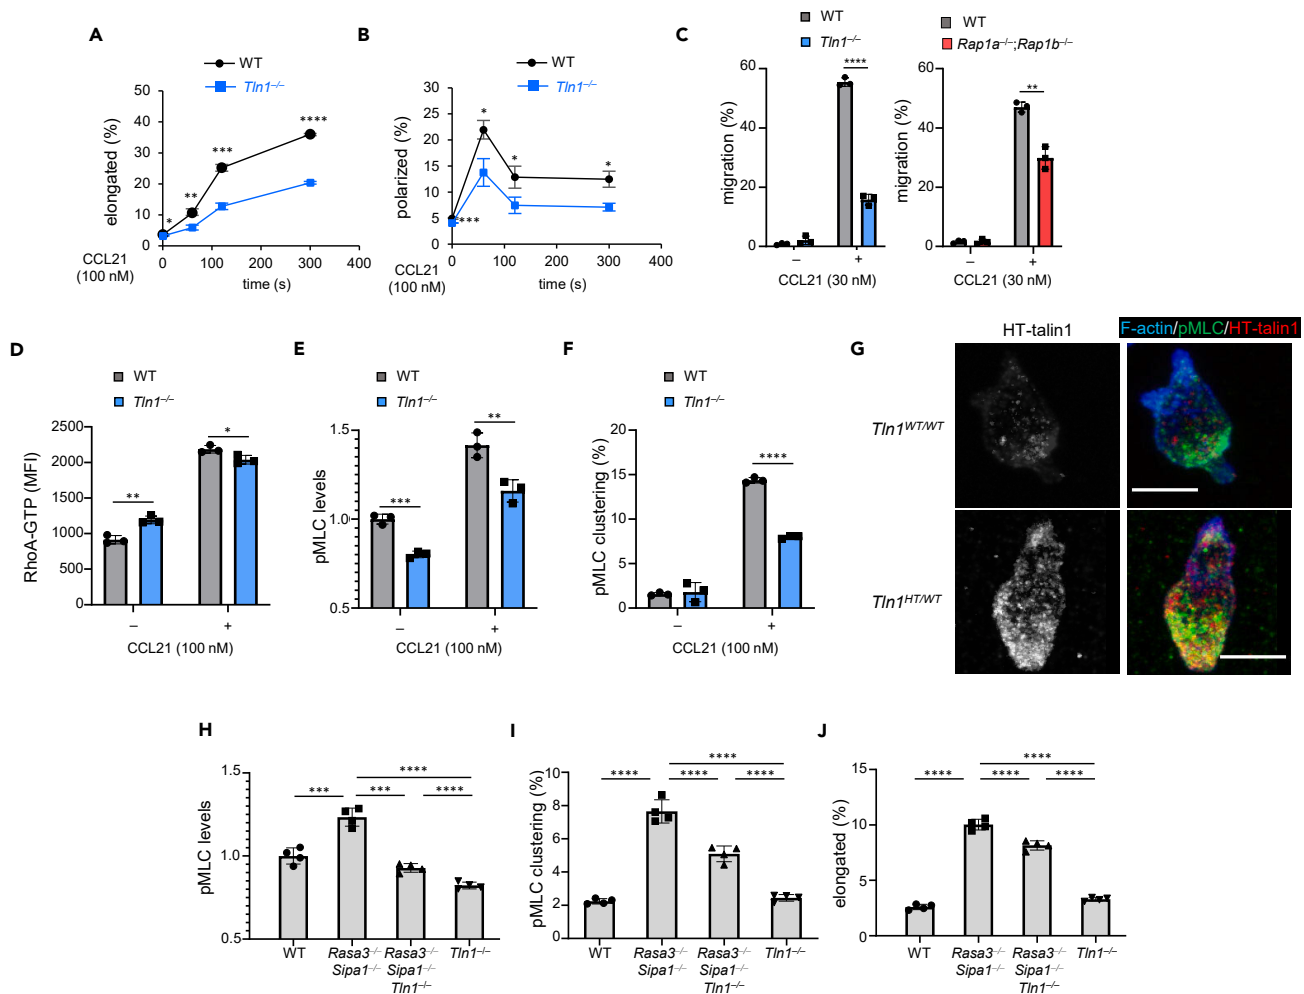 A
WT
Tln1⁻/⁻
elongated (%)
50
40
30
20
10
0
*
**
***
****
0 100 200 300 400
CCL21
(100 nM)
time (s)
B
WT
Tln1⁻/⁻
polarized (%)
30
25
20
15
10
5
0
***
*
*
*
0 100 200 300 400
CCL21
(100 nM)
time (s)
C
WT
Tln1⁻/⁻
migration (%)
60
40
20
0
****
– +
CCL21 (30 nM)
WT
Rap1a⁻/⁻;Rap1b⁻/⁻
migration (%)
60
40
20
0
**
– +
CCL21 (30 nM)
D
WT
Tln1⁻/⁻
RhoA-GTP (MFI)
2500
2000
1500
1000
500
0
**
*
– +
CCL21 (100 nM)
E
WT
Tln1⁻/⁻
pMLC levels
1.5
1.0
0.5
***
**
– +
CCL21 (100 nM)
F
WT
Tln1⁻/⁻
pMLC clustering (%)
20
15
10
5
0
****
– +
CCL21 (100 nM)
G
HT-talin1
F-actin/pMLC/HT-talin1
Tln1ᵂᵀ/ᵂᵀ
Tln1ᴴᵀ/ᵂᵀ
H
pMLC levels
1.5
1.0
0.5
****
*** *** ****
WT Rasa3⁻/⁻ Rasa3⁻/⁻ Tln1⁻/⁻
Sipa1⁻/⁻ Sipa1⁻/⁻
Tln1⁻/⁻
I
pMLC clustering (%)
10
8
6
4
2
0
****
**** **** ****
WT Rasa3⁻/⁻ Rasa3⁻/⁻ Tln1⁻/⁻
Sipa1⁻/⁻ Sipa1⁻/⁻
Tln1⁻/⁻
J
elongated (%)
15
10
5
0
****
**** **** ****
WT Rasa3⁻/⁻ Rasa3⁻/⁻ Tln1⁻/⁻
Sipa1⁻/⁻ Sipa1⁻/⁻
Tln1⁻/⁻